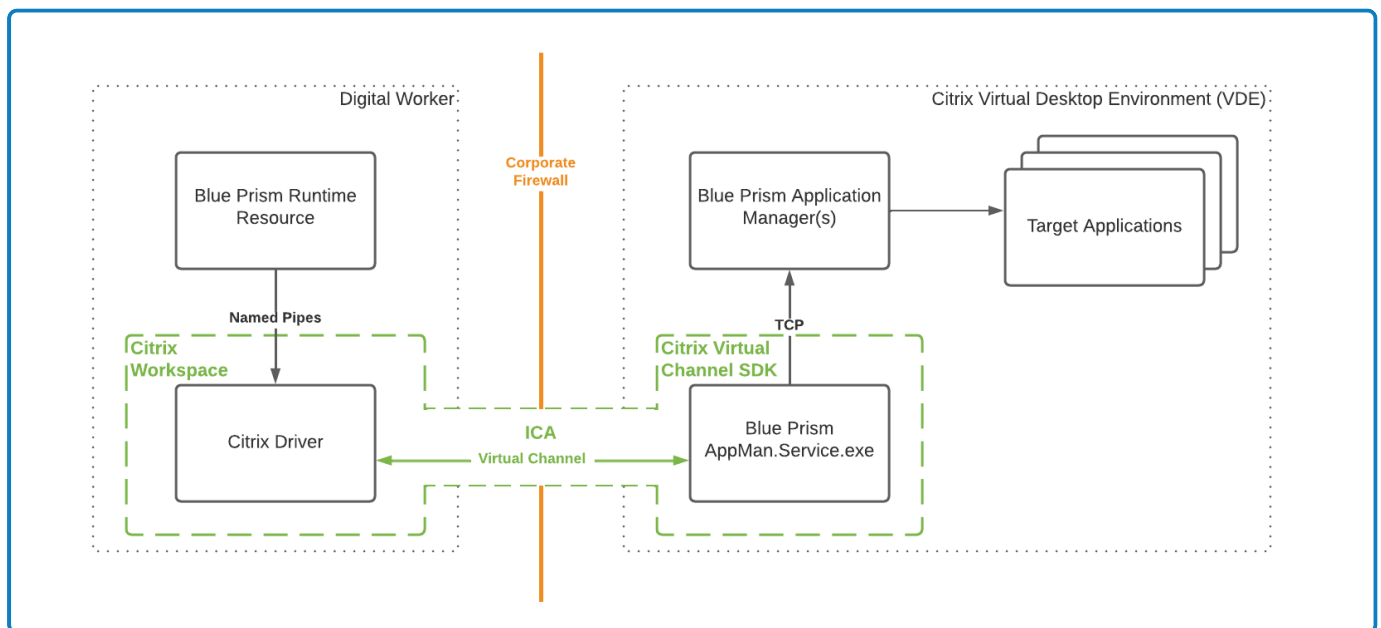 Digital Worker
Blue Prism Runtime
Resource
Named Pipes
Citrix
Workspace
Citrix Driver
Corporate
Firewall
ICA
Virtual Channel
Citrix Virtual Desktop Environment (VDE)
Blue Prism Application
Manager(s)
Target Applications
TCP
Citrix Virtual
Channel SDK
Blue Prism
AppMan.Service.exe